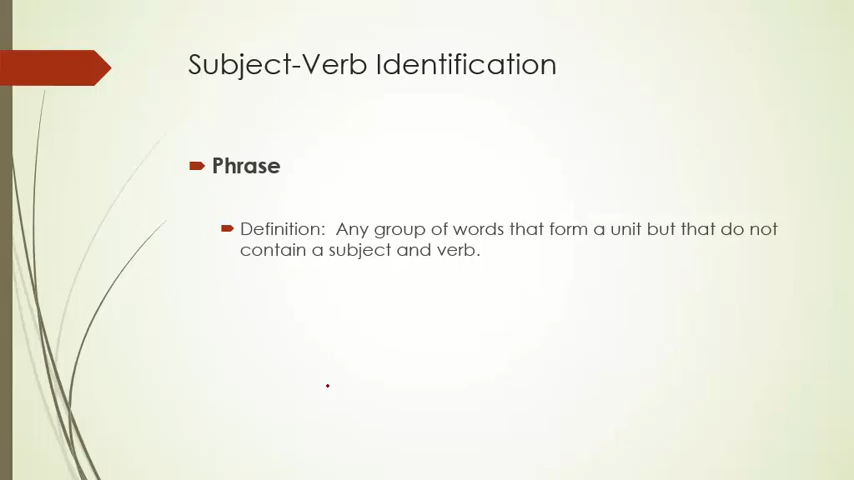 Subject-Verb Identification
Phrase
Definition: Any group of words that form a unit but that do not
contain a subject and verb.